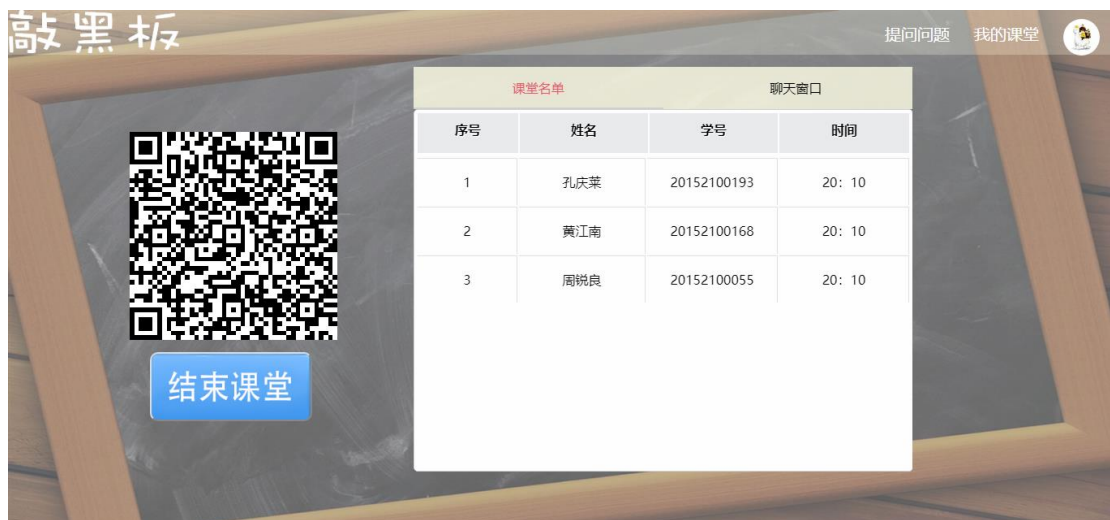 敲黑板
提问问题 我的课堂
课堂名单 聊天窗口
序号 姓名 学号 时间
1 孔庆莱 20152100193 20：10
2 黄江南 20152100168 20：10
3 周锐良 20152100055 20：10
结束课堂